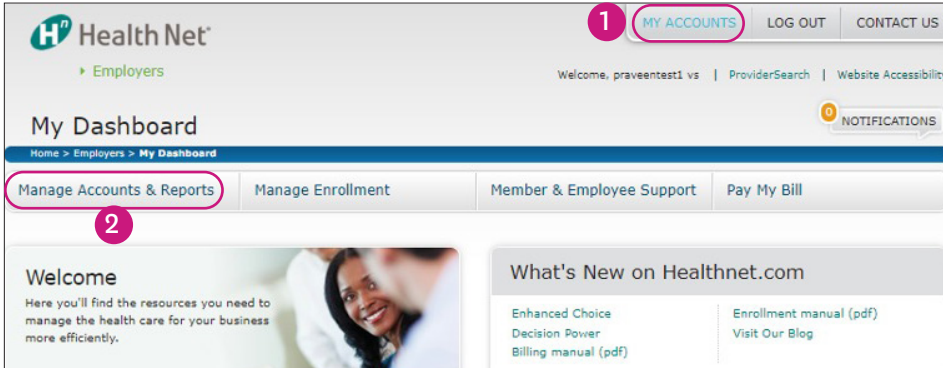 1
MY ACCOUNTS LOG OUT CONTACT US
Hn Health Net
Employers
Welcome, praveentest1 vs | ProviderSearch | Website Accessibility
My Dashboard
0 NOTIFICATIONS
Home > Employers > My Dashboard
Manage Accounts & Reports Manage Enrollment Member & Employee Support Pay My Bill
2
Welcome
Here you'll find the resources you need to
manage the health care for your business
more efficiently.
What's New on Healthnet.com
Enhanced Choice Enrollment manual (pdf)
Decision Power Visit Our Blog
Billing manual (pdf)